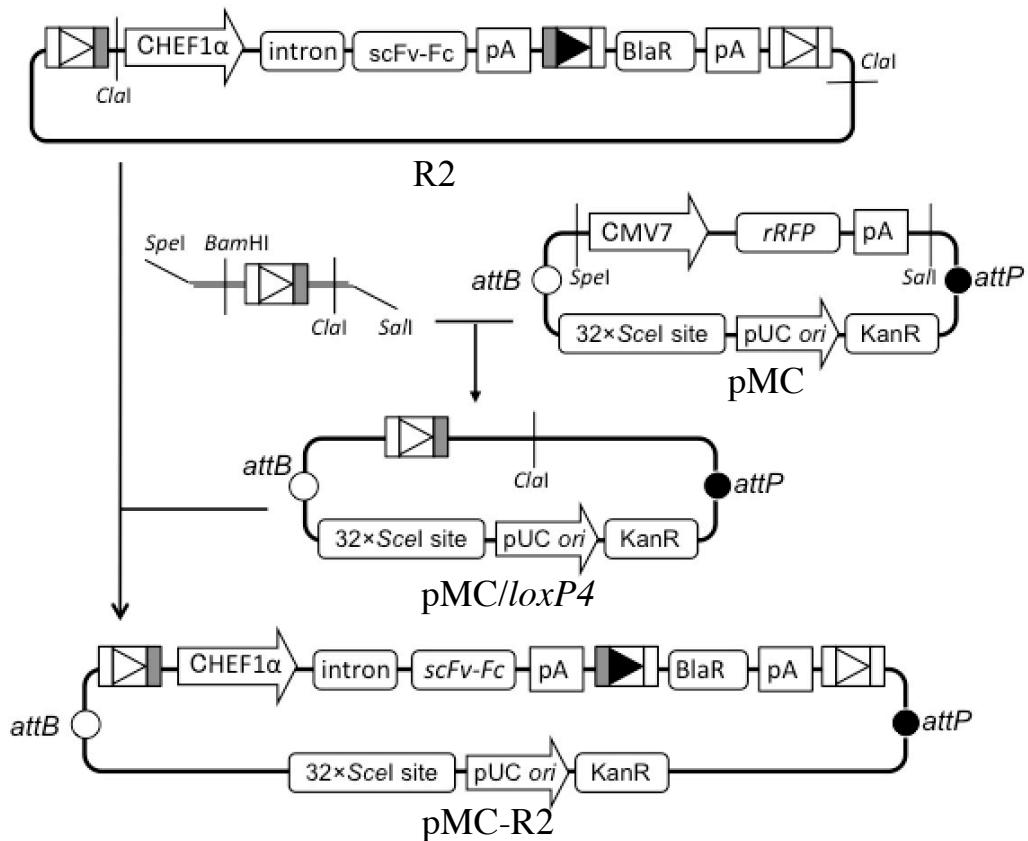 CHEF1α intron scFv-Fc pA BlaR pA
ClaI ClaI
R2
SpeI BamHI
ClaI SalI
CMV7 rRFP pA
attB SpeI SalI attP
32×SceI site pUC ori KanR
pMC
attB ClaI attP
32×SceI site pUC ori KanR
pMC/loxP4
CHEF1α intron scFv-Fc pA BlaR pA
attB attP
32×SceI site pUC ori KanR
pMC-R2